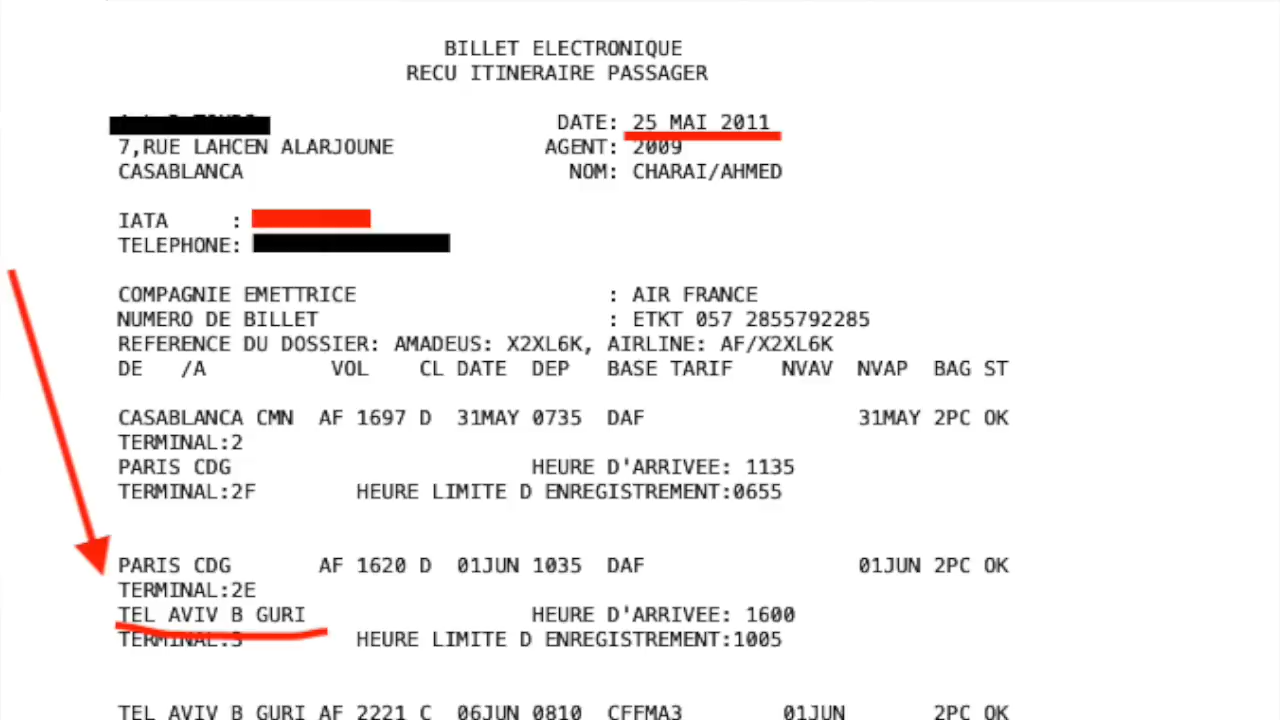 BILLET ELECTRONIQUE
RECU ITINERAIRE PASSAGER
DATE: 25 MAI 2011
7,RUE LAHCEN ALARJOUNE AGENT: 2009
CASABLANCA NOM: CHARAI/AHMED
IATA :
TELEPHONE:
COMPAGNIE EMETTRICE : AIR FRANCE
NUMERO DE BILLET : ETKT 057 2855792285
REFERENCE DU DOSSIER: AMADEUS: X2XL6K, AIRLINE: AF/X2XL6K
DE /A VOL CL DATE DEP BASE TARIF NVAV NVAP BAG ST
CASABLANCA CMN AF 1697 D 31MAY 0735 DAF 31MAY 2PC OK
TERMINAL:2
PARIS CDG HEURE D'ARRIVEE: 1135
TERMINAL:2F HEURE LIMITE D ENREGISTREMENT:0655
PARIS CDG AF 1620 D 01JUN 1035 DAF 01JUN 2PC OK
TERMINAL:2E
TEL AVIV B GURI HEURE D'ARRIVEE: 1600
TERMINAL:3 HEURE LIMITE D ENREGISTREMENT:1005
TEL AVIV B GURI AF 2221 C 06JUN 0810 CFFMA3 01JUN 2PC OK